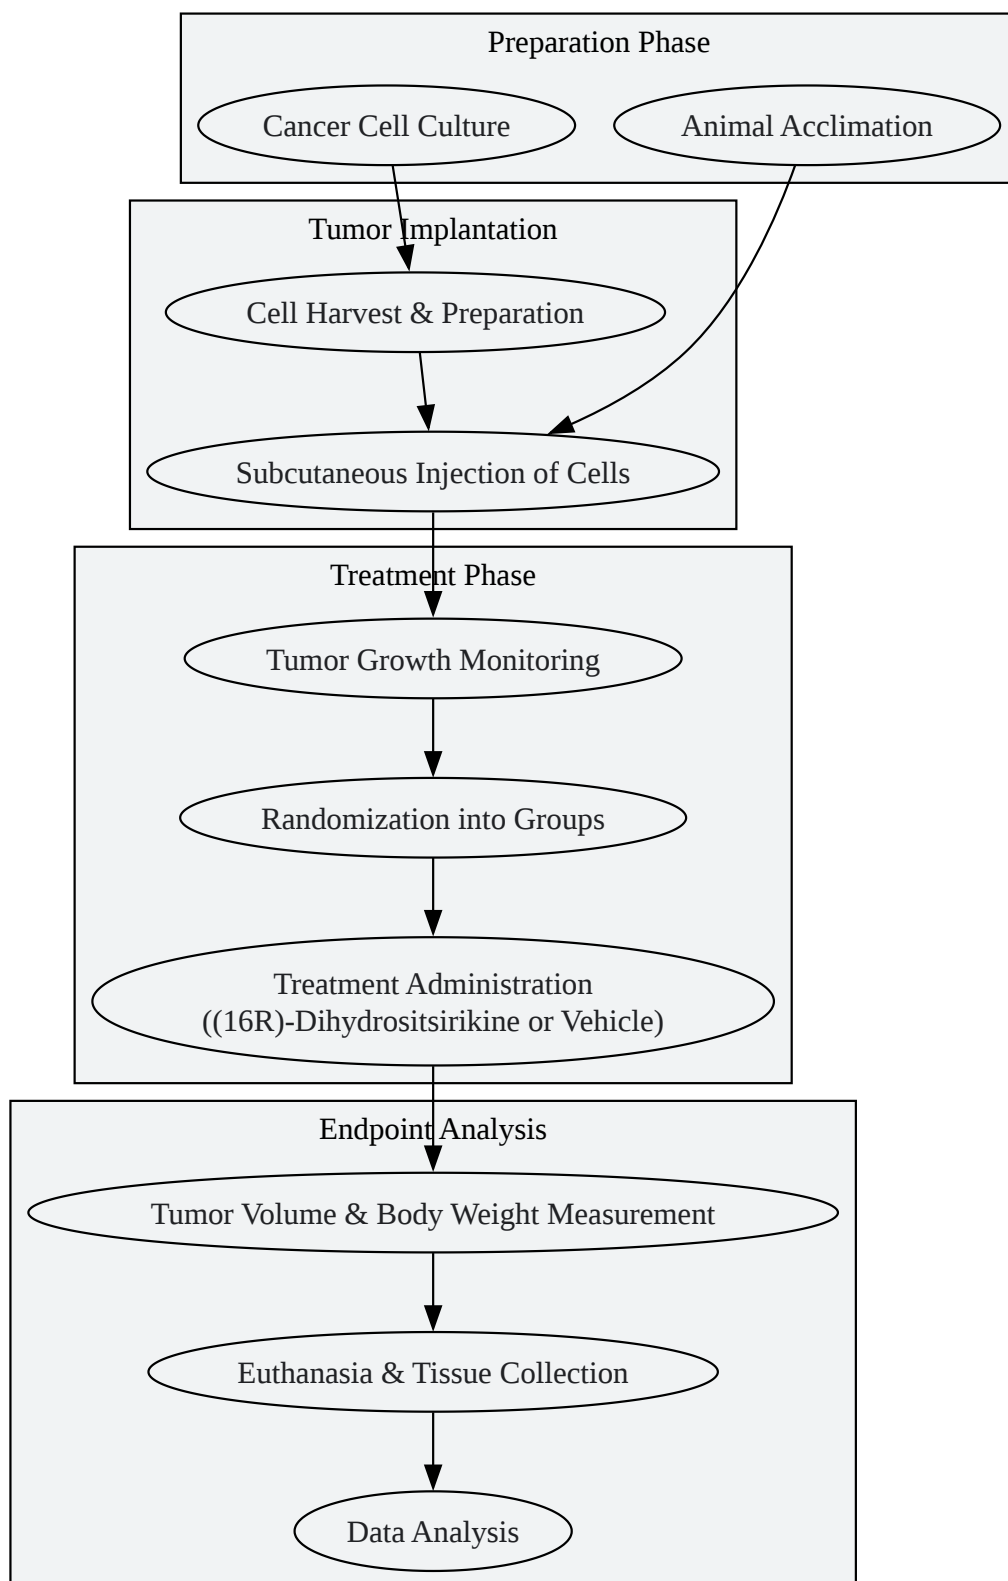 Preparation Phase
Cancer Cell Culture
Animal Acclimation
Tumor Implantation
Cell Harvest & Preparation
Subcutaneous Injection of Cells
Treatment Phase
Tumor Growth Monitoring
Randomization into Groups
Treatment Administration
((16R)-Dihydrositsirikine or Vehicle)
Endpoint Analysis
Tumor Volume & Body Weight Measurement
Euthanasia & Tissue Collection
Data Analysis